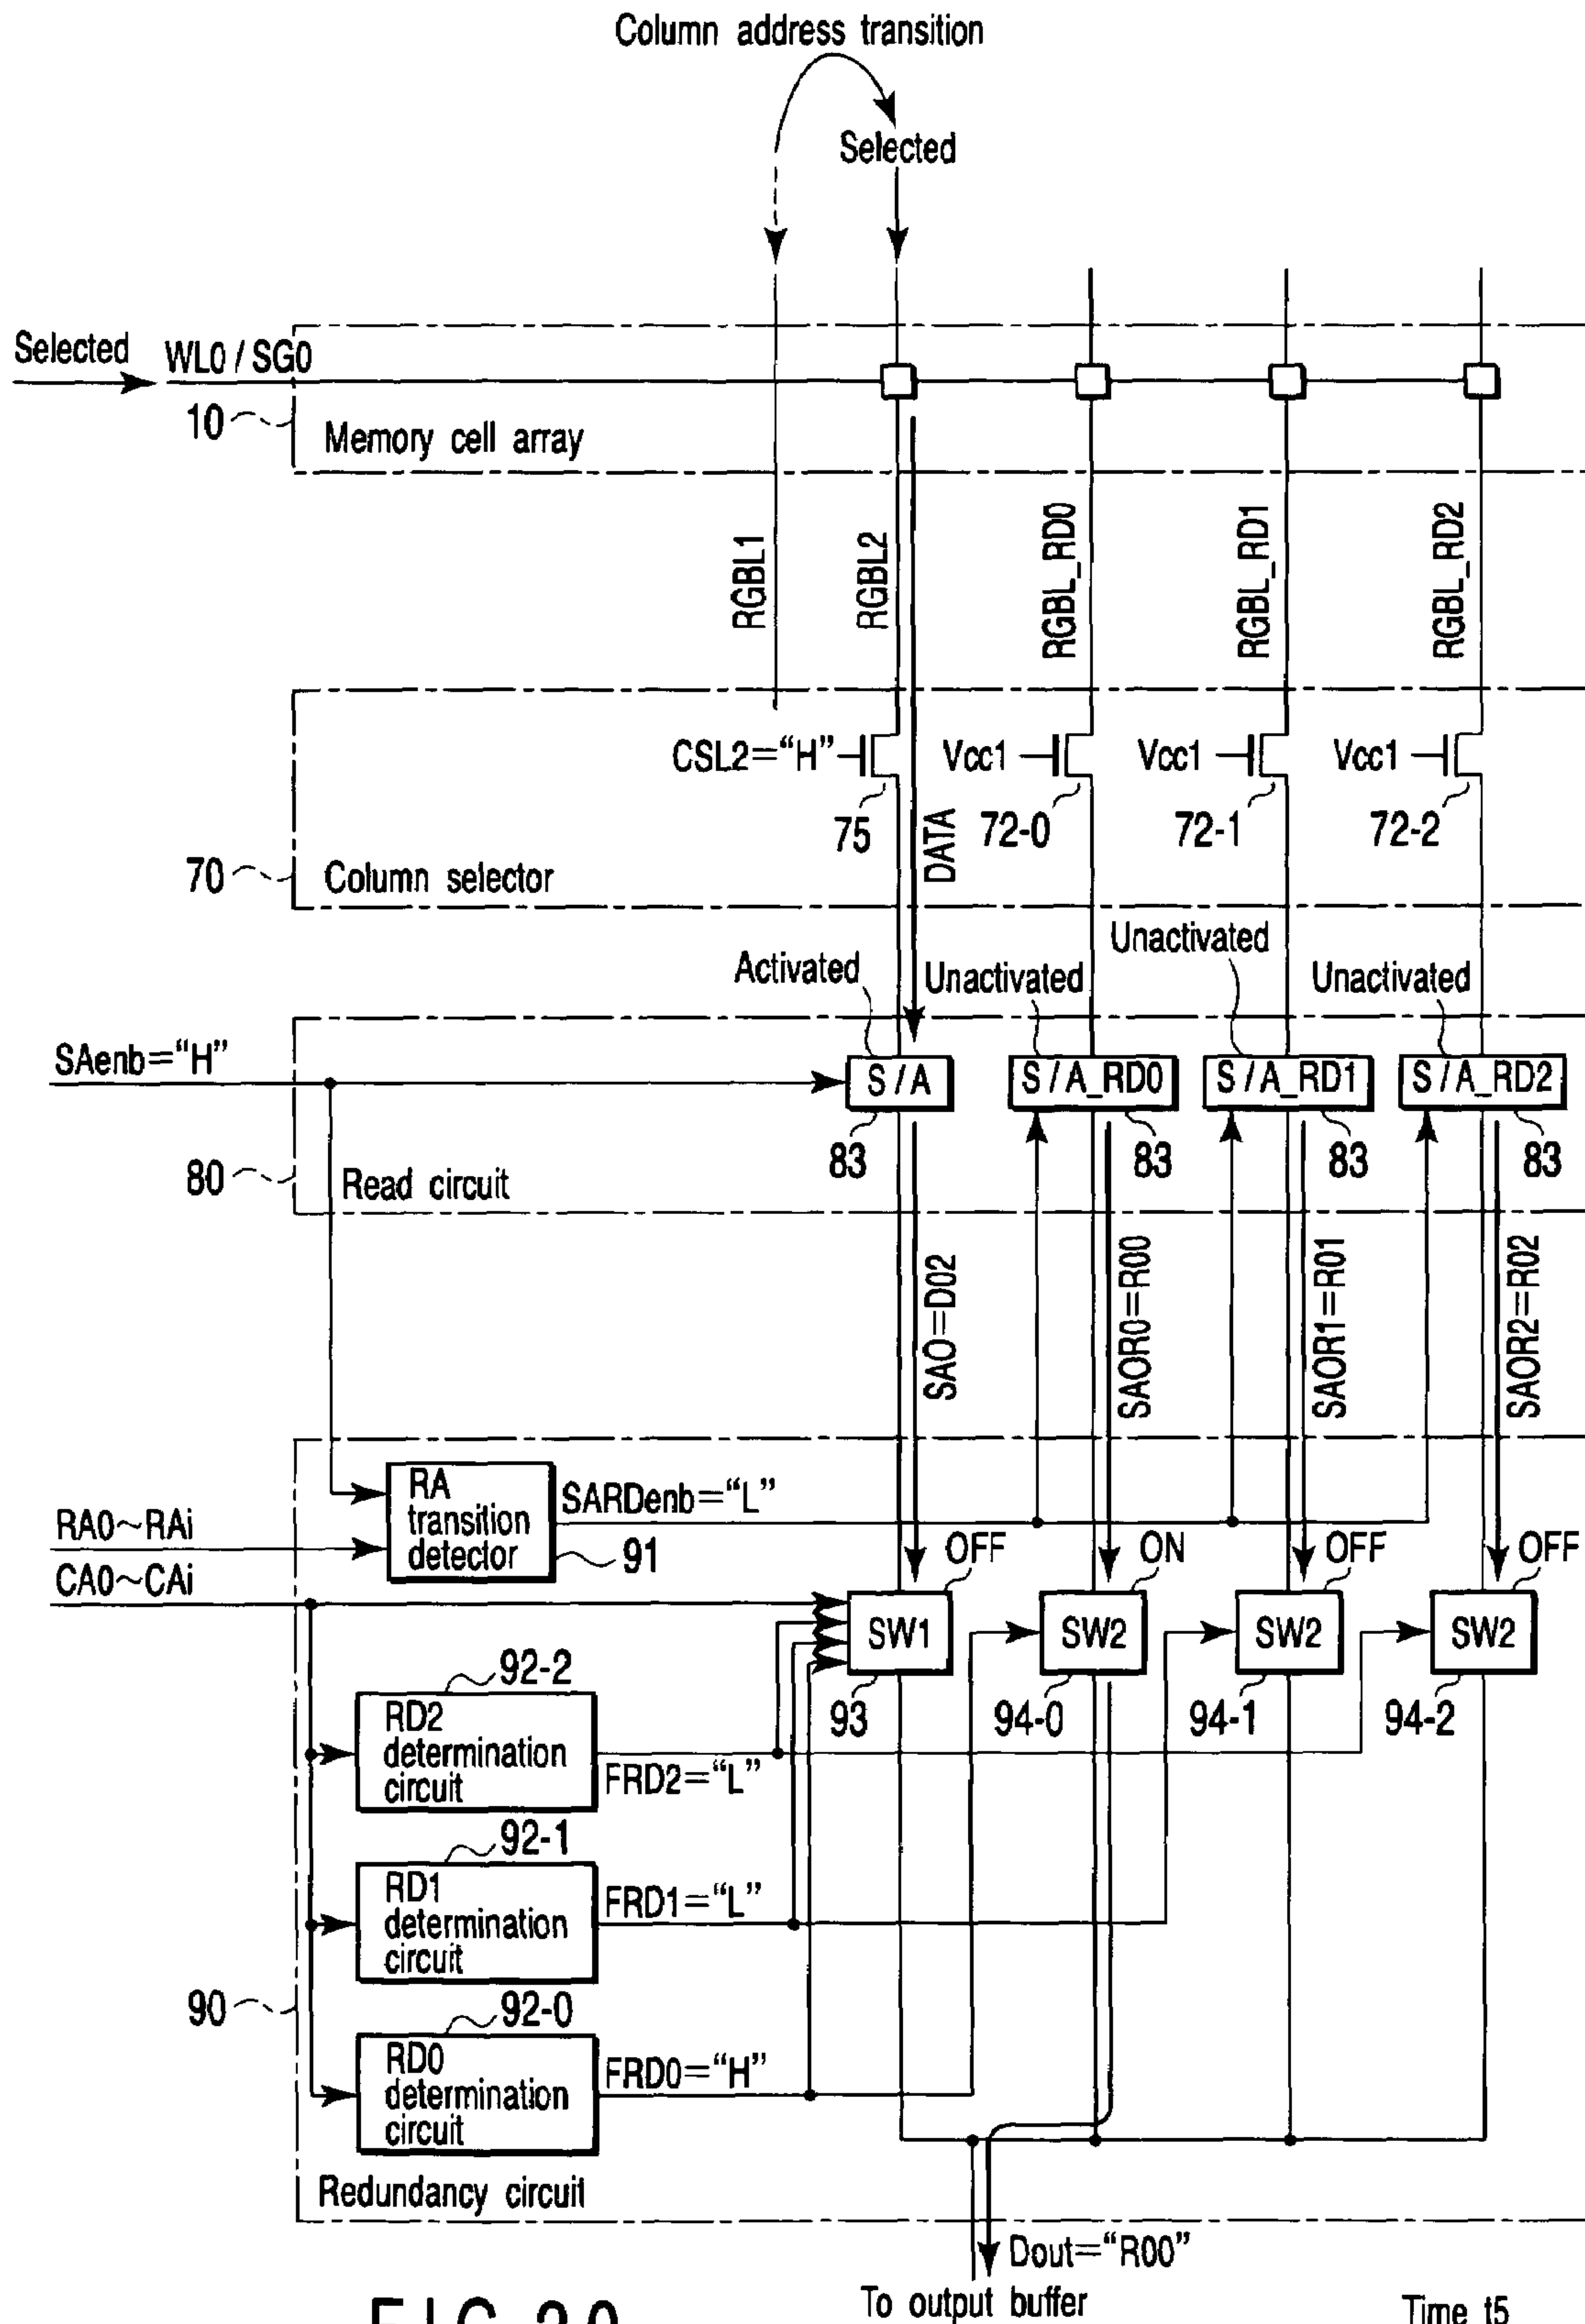 Column address transition
Selected
Selected
WL0 / SG0
10
Memory cell array
RGBL1
RGBL2
RGBL_RD0
RGBL_RD1
RGBL_RD2
CSL2=“H”
Vcc1
Vcc1
Vcc1
75
72-0
72-1
72-2
DATA
70
Column selector
Activated
Unactivated
Unactivated
Unactivated
SAenb=“H”
S / A
S / A_RD0
S / A_RD1
S / A_RD2
83
83
83
83
80
Read circuit
SAO=D02
SAOR0=R00
SAOR1=R01
SAOR2=R02
RA
transition
detector
SARDenb=“L”
91
RA0~RAi
CA0~CAi
OFF
ON
OFF
OFF
SW1
SW2
SW2
SW2
93
94-0
94-1
94-2
92-2
RD2
determination
circuit
FRD2=“L”
92-1
RD1
determination
circuit
FRD1=“L”
90
92-0
RD0
determination
circuit
FRD0=“H”
Redundancy circuit
Dout=“R00”
To output buffer
Time t5